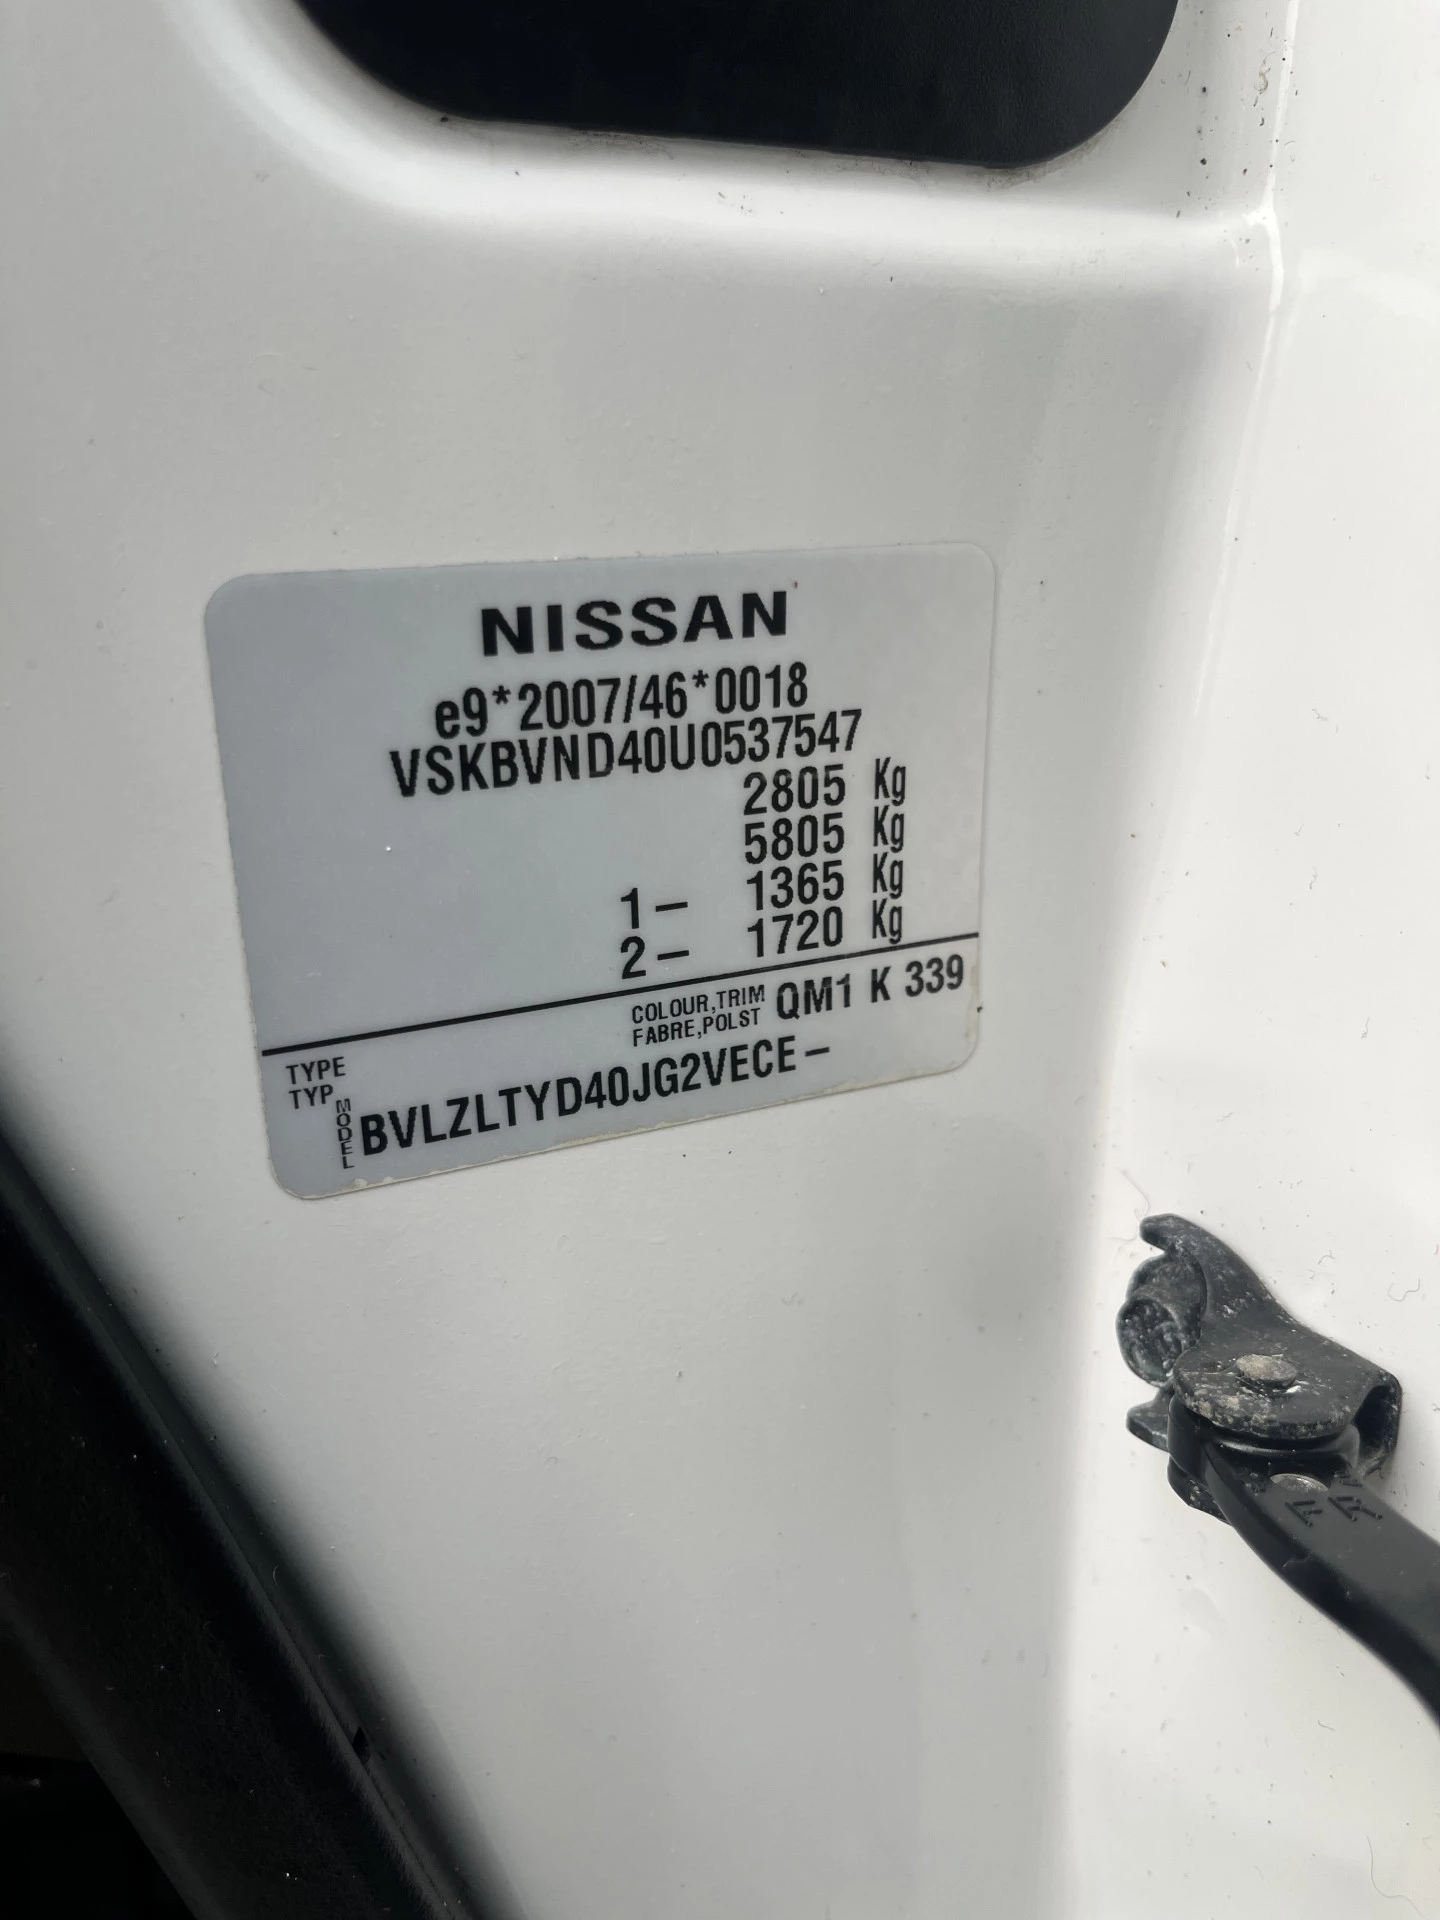 NISSAN
e9*2007/46*0018
VSKBVND40U0537547
2805 Kg
5805 Kg
1– 1365 Kg
2– 1720 Kg
COLOUR,TRIM QM1 K 339
FABRE,POLST
TYPE
TYP
MODEL BVLZLTYD40JG2VECE –